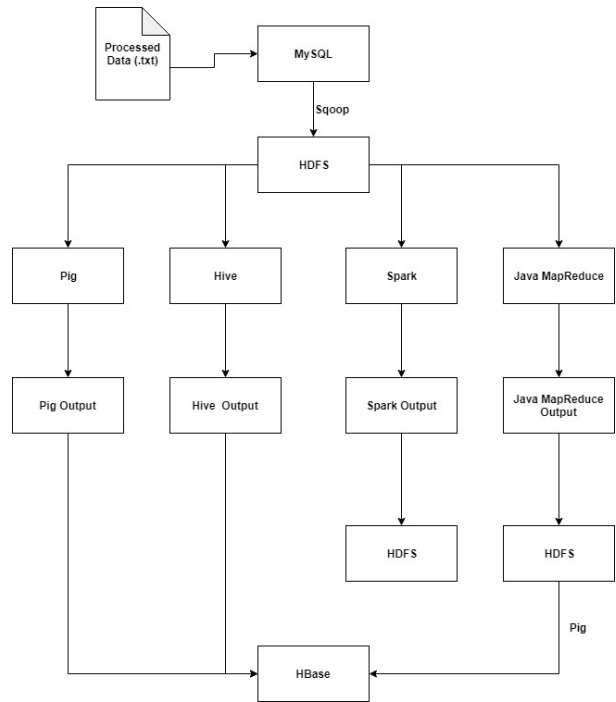 Processed
Data (.txt)
MySQL
Sqoop
HDFS
Pig
Hive
Spark
Java MapReduce
Pig Output
Hive Output
Spark Output
Java MapReduce
Output
HDFS
HDFS
Pig
HBase